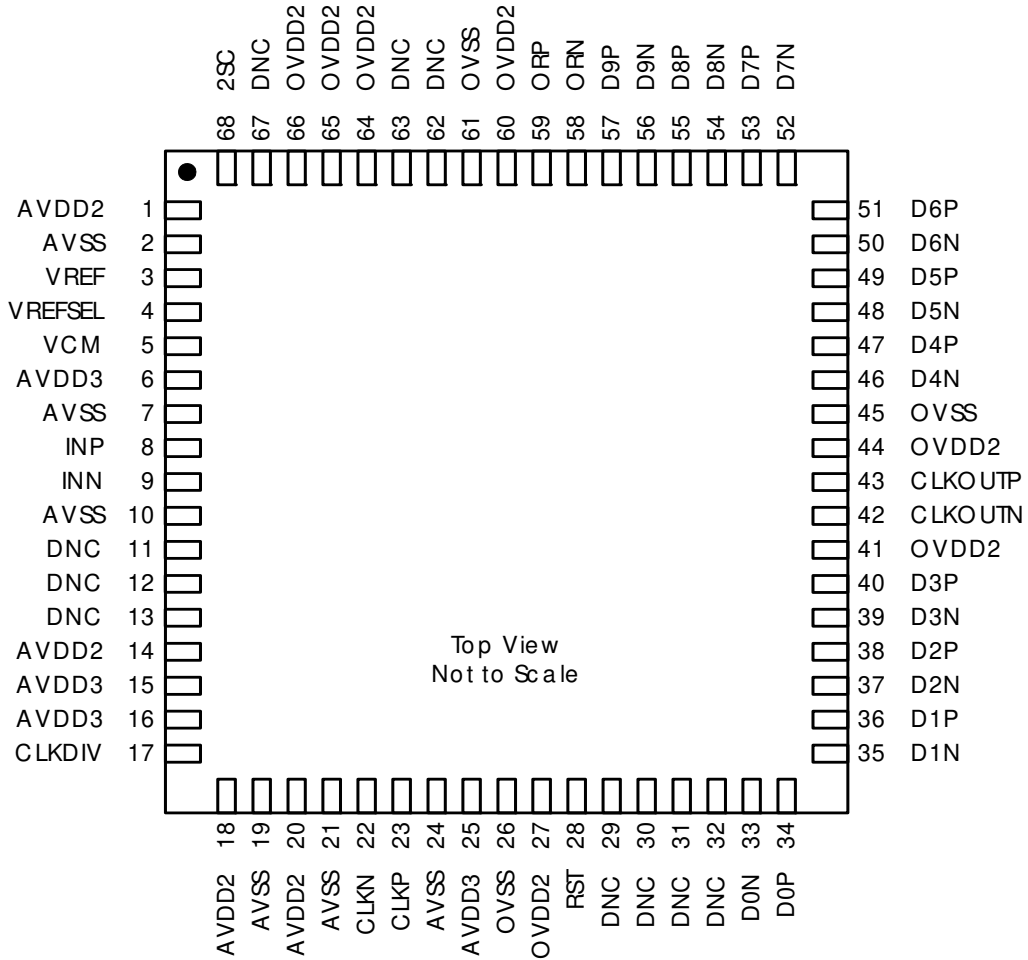 2SC
DNC
OVDD2
OVDD2
OVDD2
DNC
DNC
OVSS
OVDD2
ORP
ORN
D9P
D9N
D8P
D8N
D7P
D7N
68
67
66
65
64
63
62
61
60
59
58
57
56
55
54
53
52
AVDD2 1
AVSS 2
VREF 3
VREFSEL 4
VCM 5
AVDD3 6
AVSS 7
INP 8
INN 9
AVSS 10
DNC 11
DNC 12
DNC 13
AVDD2 14
AVDD3 15
AVDD3 16
CLKDIV 17
51 D6P
50 D6N
49 D5P
48 D5N
47 D4P
46 D4N
45 OVSS
44 OVDD2
43 CLKOUTP
42 CLKOUTN
41 OVDD2
40 D3P
39 D3N
38 D2P
37 D2N
36 D1P
35 D1N
Top View
Not to Scale
18
19
20
21
22
23
24
25
26
27
28
29
30
31
32
33
34
AVDD2
AVSS
AVDD2
AVSS
CLKN
CLKP
AVSS
AVDD3
OVSS
OVDD2
RST
DNC
DNC
DNC
DNC
D0N
D0P